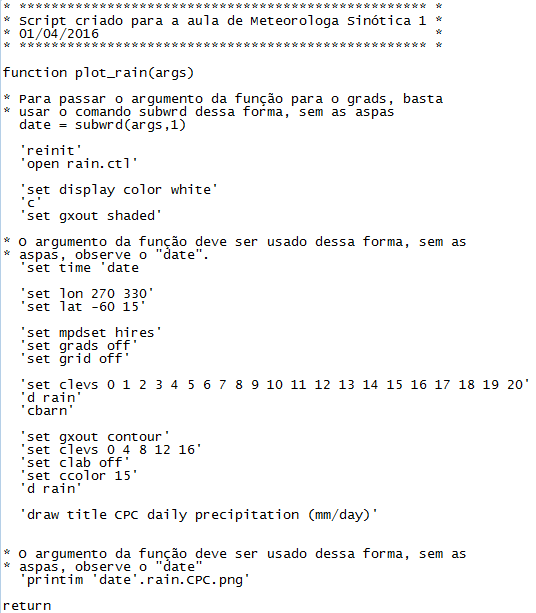 * ************************************************ *
* Script criado para a aula de Meteorologa Sinótica 1 *
* 01/04/2016 *
* ************************************************ *
function plot_rain(args)
* Para passar o argumento da função para o grads, basta
* usar o comando subwrd dessa forma, sem as aspas
date = subwrd(args,1)
'reinit'
'open rain.ctl'
'set display color white'
'c'
'set gxout shaded'
* O argumento da função deve ser usado dessa forma, sem as
* aspas, observe o "date".
'set time 'date
'set lon 270 330'
'set lat -60 15'
'set mpdset hires'
'set grads off'
'set grid off'
'set clevs 0 1 2 3 4 5 6 7 8 9 10 11 12 13 14 15 16 17 18 19 20'
'd rain'
'cbarn'
'set gxout contour'
'set clevs 0 4 8 12 16'
'set clab off'
'set ccolor 15'
'd rain'
'draw title CPC daily precipitation (mm/day)'
* O argumento da função deve ser usado dessa forma, sem as
* aspas, observe o "date"
'printim 'date'.rain.CPC.png'
return